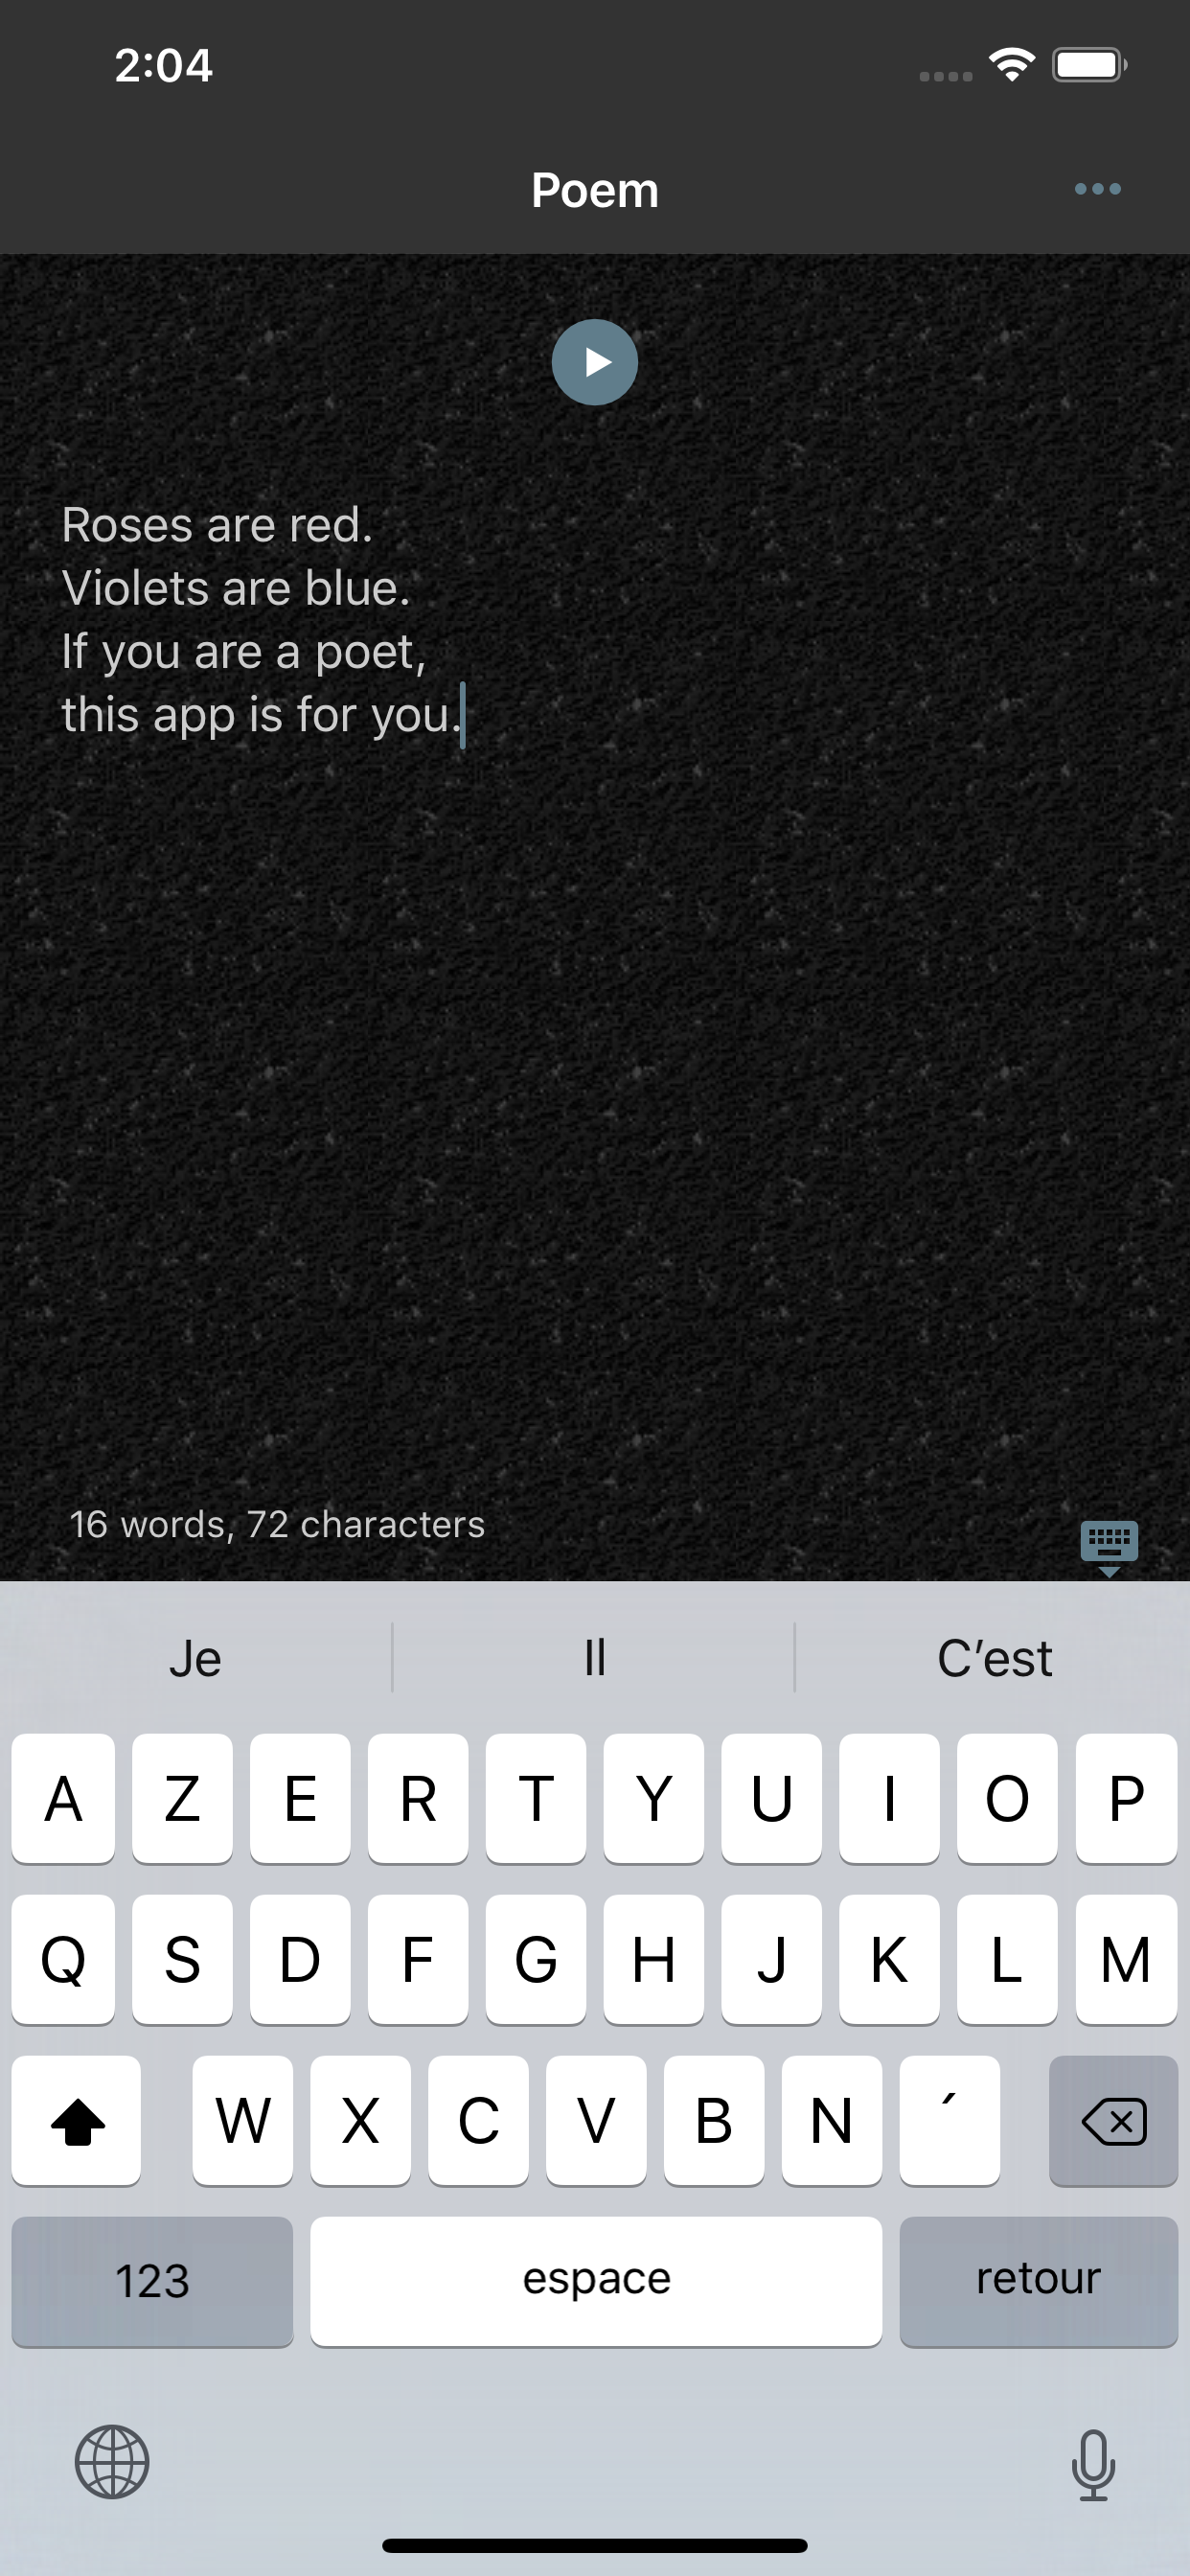 2:04
Poem
Roses are red.
Violets are blue.
If you are a poet,
this app is for you.
16 words, 72 characters
Je Il C’est
A Z E R T Y U I O P
Q S D F G H J K L M
W X C V B N ´
123 espace retour